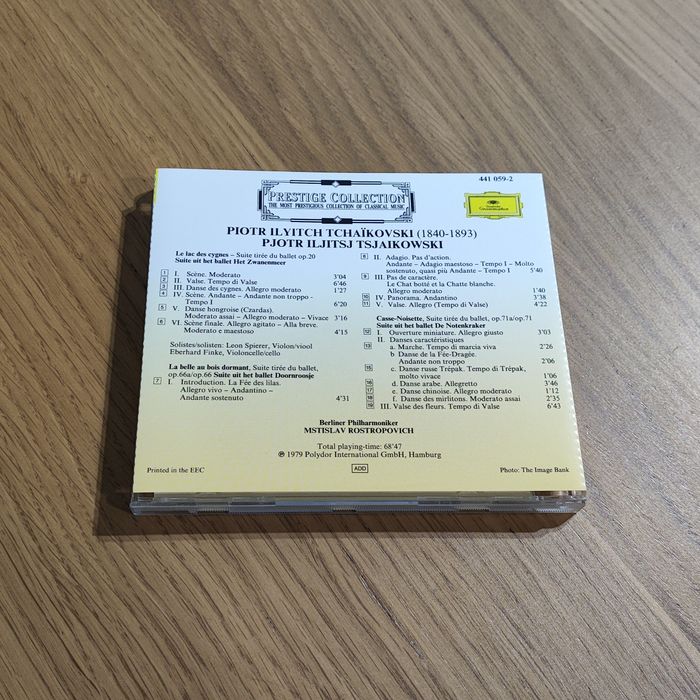 441 059-2
PRESTIGE COLLECTION
THE MOST PRESTIGIOUS COLLECTION OF CLASSICAL MUSIC
Deutsche
Grammophon
PIOTR ILYITCH TCHAÏKOVSKI (1840-1893)
PJOTR ILJITSJ TSJAIKOWSKI
Le lac des cygnes – Suite tirée du ballet op.20
Suite uit het ballet Het Zwanenmeer
1 I. Scène. Moderato 3'04
2 II. Valse. Tempo di Valse 6'46
3 III. Danse des cygnes. Allegro moderato 1'27
4 IV. Scène. Andante - Andante non troppo -
Tempo I 6'20
5 V. Danse hongroise (Czardas).
Moderato assai – Allegro moderato – Vivace 3'16
6 VI. Scène finale. Allegro agitato – Alla breve.
Moderato e maestoso 4'15
Solistes/solisten: Leon Spierer, Violon/viool
Eberhard Finke, Violoncelle/cello
La belle au bois dormant, Suite tirée du ballet,
op.66a/op.66 Suite uit het ballet Doornroosje
7 I. Introduction. La Fée des lilas.
Allegro vivo – Andantino –
Andante sostenuto 4'31
8 II. Adagio. Pas d'action.
Andante – Adagio maestoso – Tempo I – Molto
sostenuto, quasi più Andante – Tempo I 5'40
9 III. Pas de caractère.
Le Chat botté et la Chatte blanche.
Allegro moderato 1'40
10 IV. Panorama. Andantino 3'38
11 V. Valse. Allegro (Tempo di Valse) 4'22
Casse-Noisette, Suite tirée du ballet, op.71a/op.71
Suite uit het ballet De Notenkraker
12 I. Ouverture miniature. Allegro giusto 3'03
II. Danses caractéristiques
13 a. Marche. Tempo di marcia viva 2'26
b Danse de la Fée-Dragée.
Andante non troppo 2'06
15 c. Danse russe Trépak. Tempo di Trépak,
molto vivace 1'06
16 d. Danse arabe. Allegretto 3'46
17 e. Danse chinoise. Allegro moderato 1'12
18 f. Danse des mirlitons. Moderato assai 2'35
19 III. Valse des fleurs. Tempo di Valse 6'43
Berliner Philharmoniker
MSTISLAV ROSTROPOVICH
Total playing-time: 68'47
Ⓟ 1979 Polydor International GmbH, Hamburg
Printed in the EEC
ADD
Photo: The Image Bank